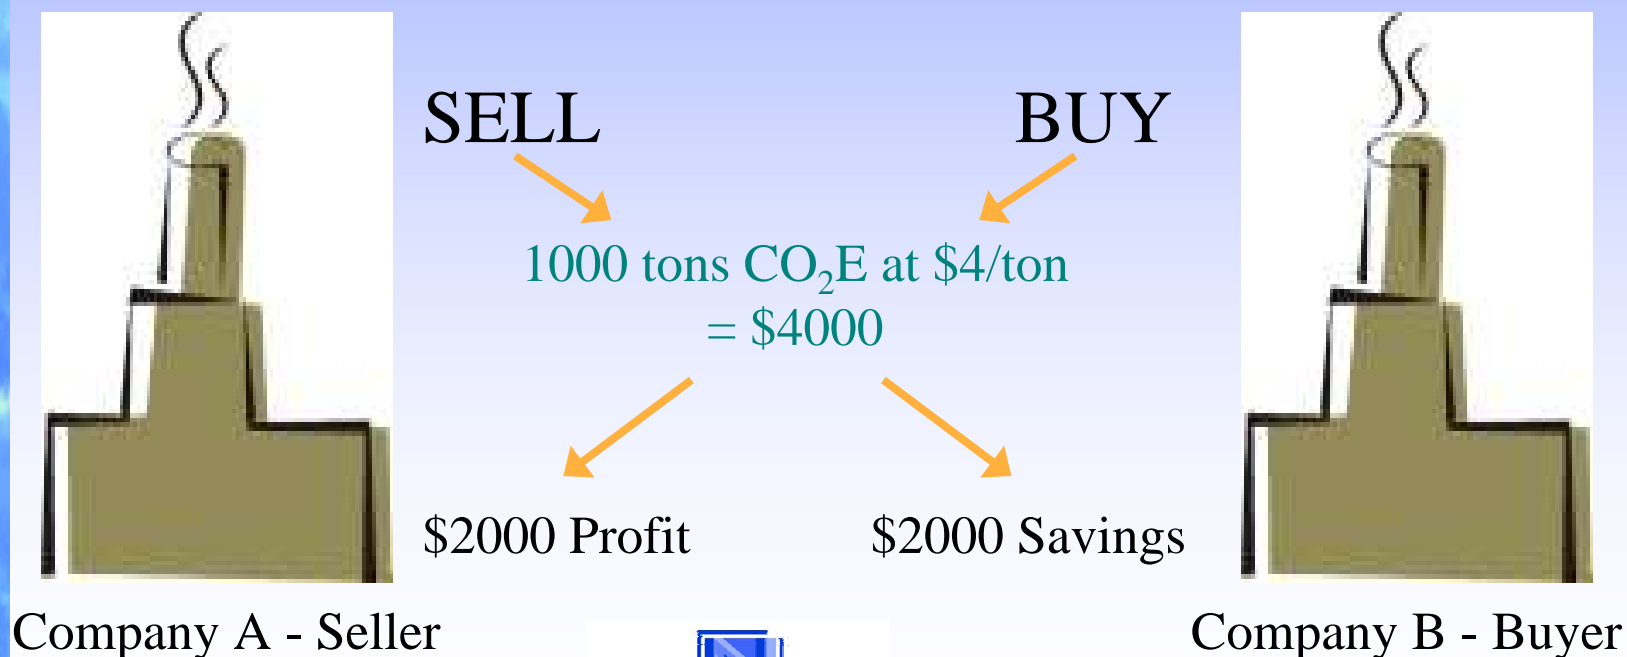 SELL
BUY
1000 tons CO₂E at $4/ton
= $4000
$2000 Profit
$2000 Savings
Company A - Seller
Company B - Buyer